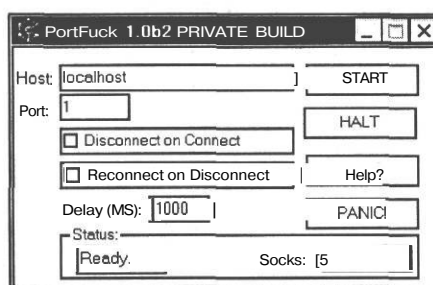 PortFuck 1.0b2 PRIVATE BUILD
Host: localhost START
Port: 1
HALT
Disconnect on Connect
Reconnect on Disconnect Help?
Delay (MS): 1000 PANIC!
Status:
Ready. Socks: [5